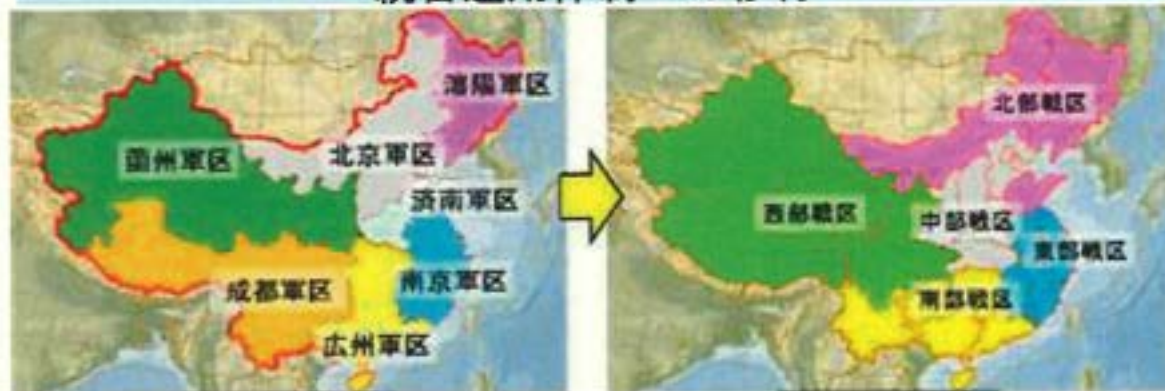 瀋陽軍区
北京軍区
蘭州軍区
済南軍区
成都軍区
南京軍区
広州軍区
北部戦区
西部戦区
中部戦区
東部戦区
南部戦区